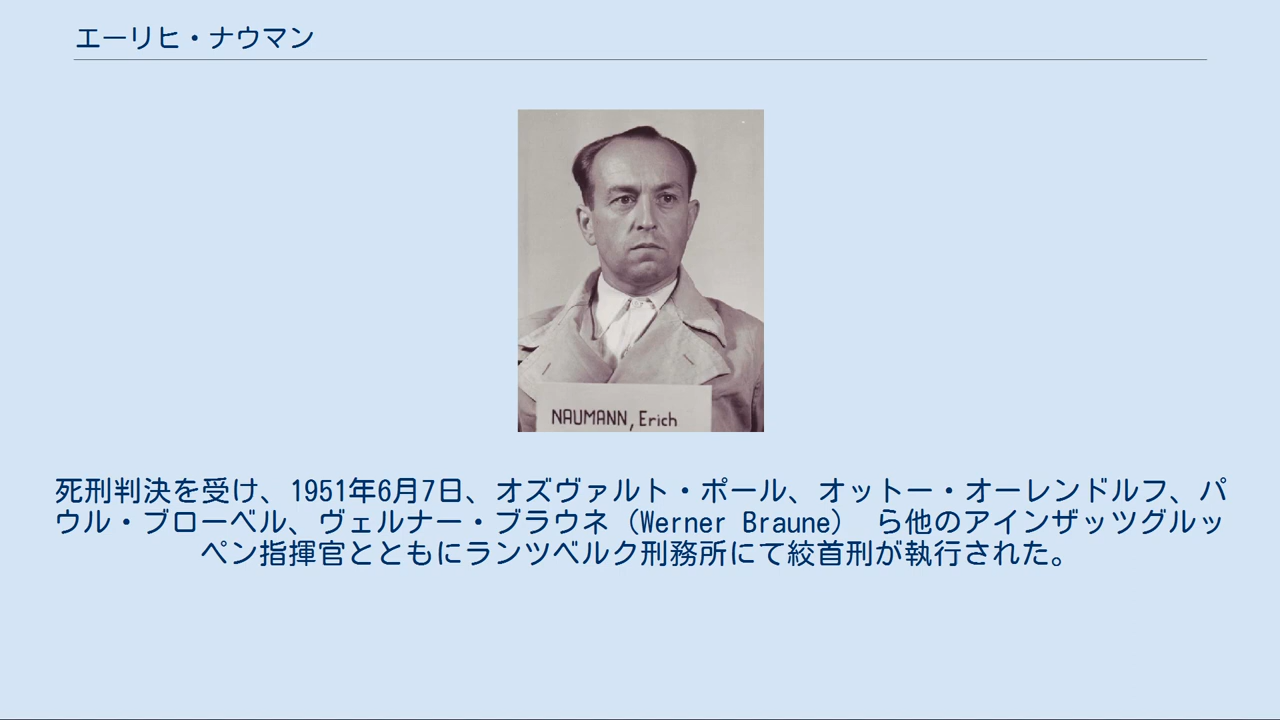 エーリヒ・ナウマン
NAUMANN, Erich
死刑判決を受け、1951年6月7日、オズヴァルト・ポール、オットー・オーレンドルフ、パ
ウル・ブローベル、ヴェルナー・ブラウネ（Werner Braune） ら他のアインザッツグルッ
ペン指揮官とともにランツベルク刑務所にて絞首刑が執行された。